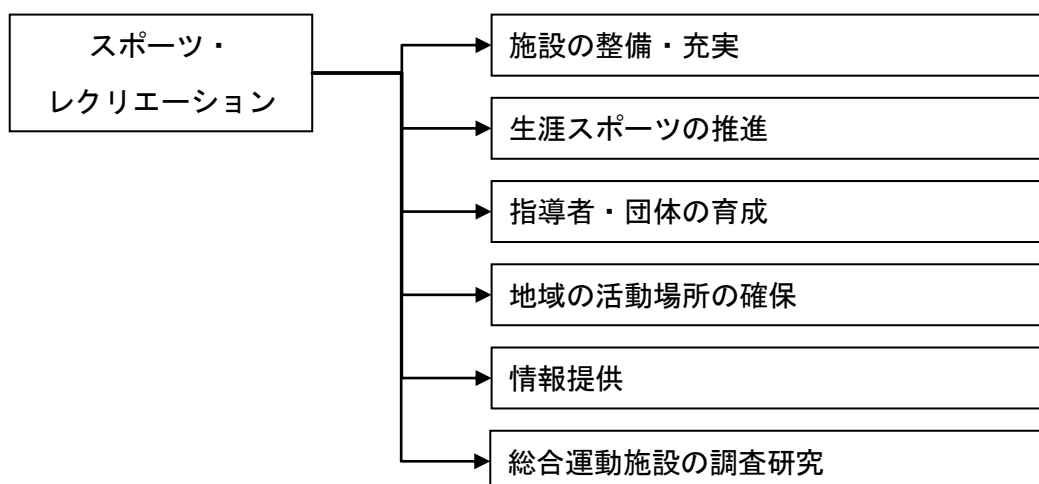 スポーツ・
レクリエーション
施設の整備・充実
生涯スポーツの推進
指導者・団体の育成
地域の活動場所の確保
情報提供
総合運動施設の調査研究